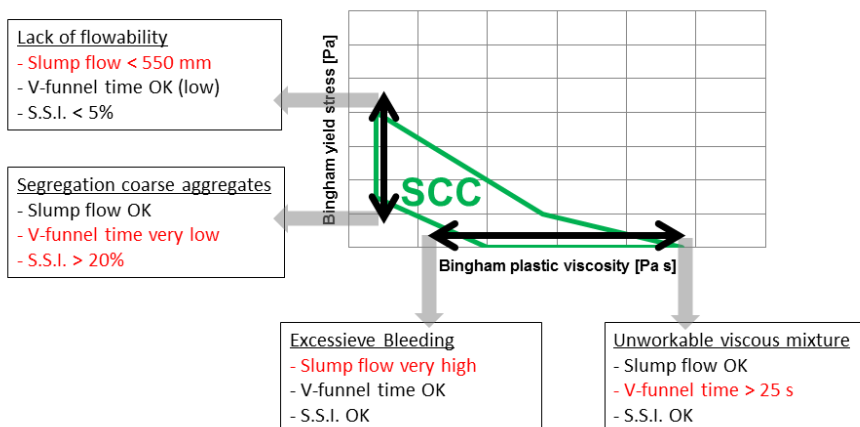 Lack of flowability
- Slump flow < 550 mm
- V-funnel time OK (low)
- S.S.I. < 5%
Segregation coarse aggregates
- Slump flow OK
- V-funnel time very low
- S.S.I. > 20%
Bingham yield stress [Pa]
SCC
Bingham plastic viscosity [Pa s]
Excessieve Bleeding
- Slump flow very high
- V-funnel time OK
- S.S.I. OK
Unworkable viscous mixture
- Slump flow OK
- V-funnel time > 25 s
- S.S.I. OK